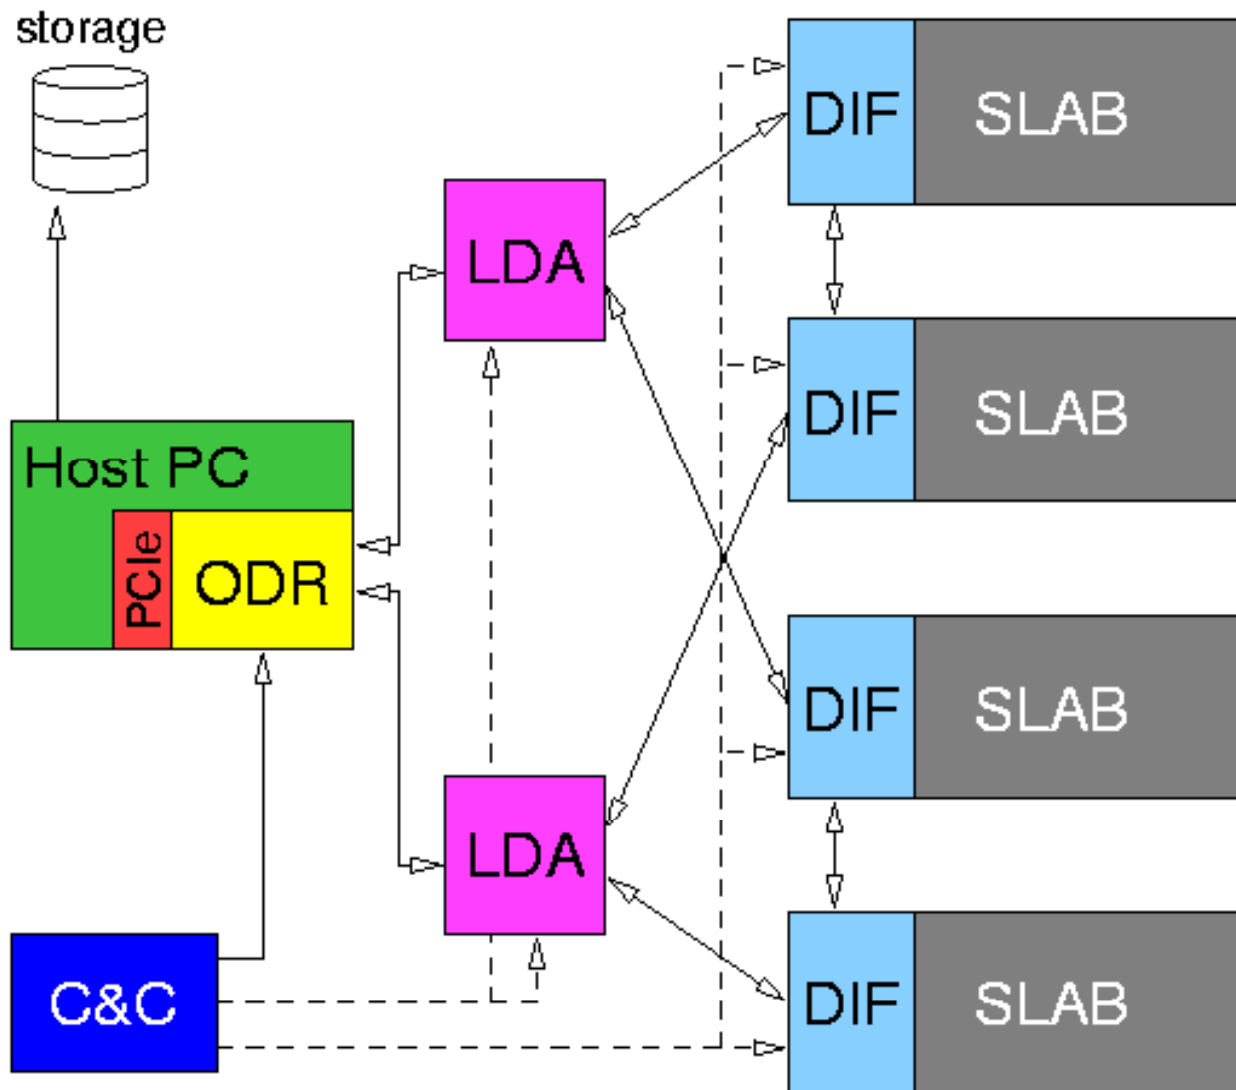 storage
DIF SLAB
LDA
DIF SLAB
Host PC
PCIe
ODR
DIF SLAB
LDA
DIF SLAB
C&C